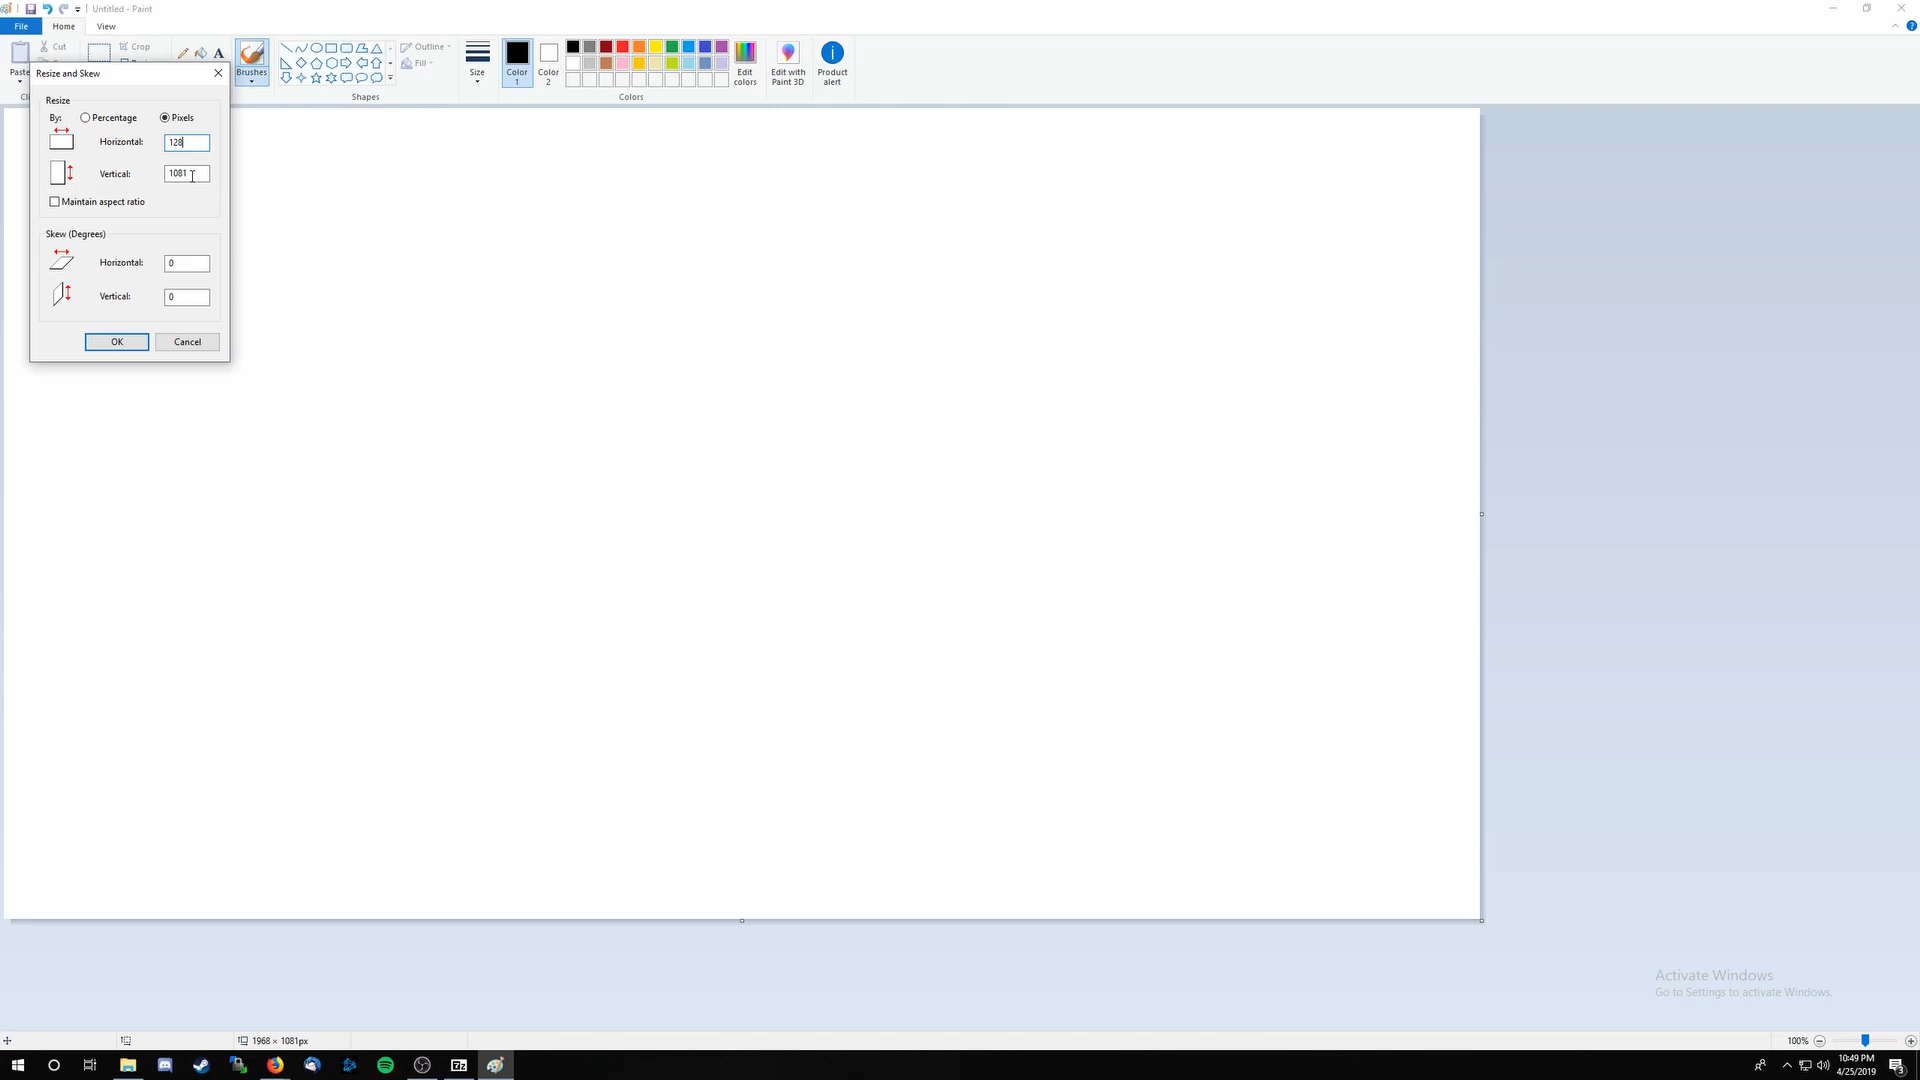 Untitled - Paint
File Home View
Paste
Cut
Crop
Brushes
Outline
Fill
Shapes
Size
Color 1
Color 2
Colors
Edit colors
Edit with Paint 3D
Product alert
Resize and Skew
Resize
By: Percentage Pixels
Horizontal: 128
Vertical: 1081
Maintain aspect ratio
Skew (Degrees)
Horizontal: 0
Vertical: 0
OK Cancel
Activate Windows
Go to Settings to activate Windows.
1968 × 1081px
100%
10:49 PM
4/25/2019